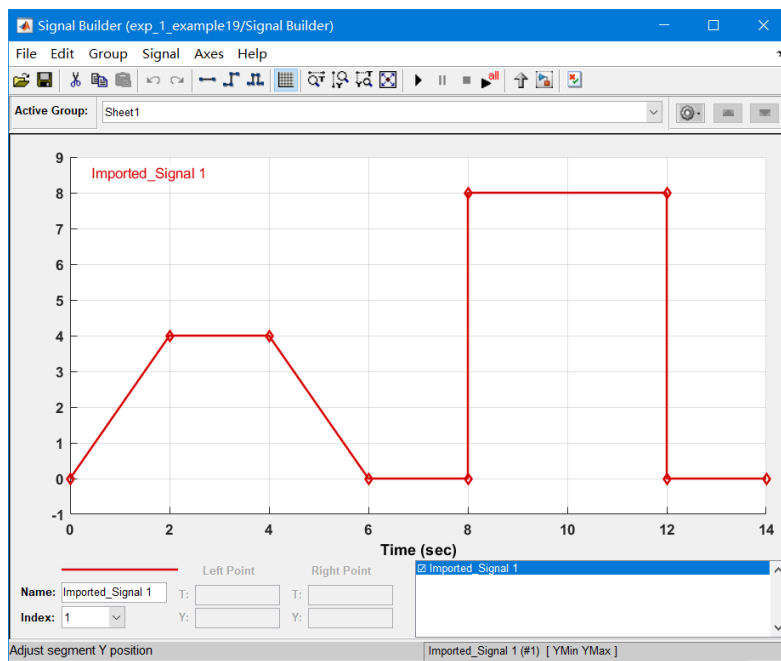 Signal Builder (exp_1_example19/Signal Builder)
File Edit Group Signal Axes Help
all
Active Group: Sheet1
9
Imported_Signal 1
8
7
6
5
4
3
2
1
0
-1
0 2 4 6 8 10 12 14
Time (sec)
Left Point Right Point
Imported_Signal 1
Name: Imported_Signal 1 T: T:
Index: 1 Y: Y:
Adjust segment Y position
Imported_Signal 1 (#1) [ YMin YMax ]